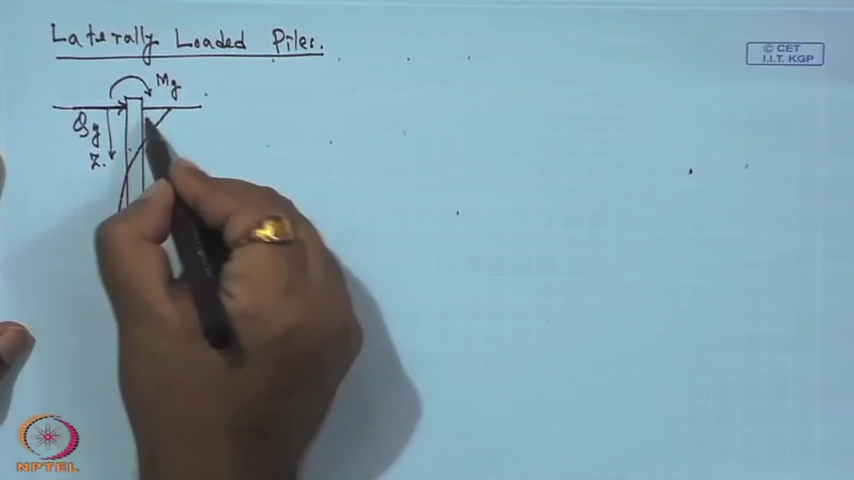 Laterally Loaded Piles.
© CET
I.I.T. KGP
Mg
Qg
Z.
NPTEL